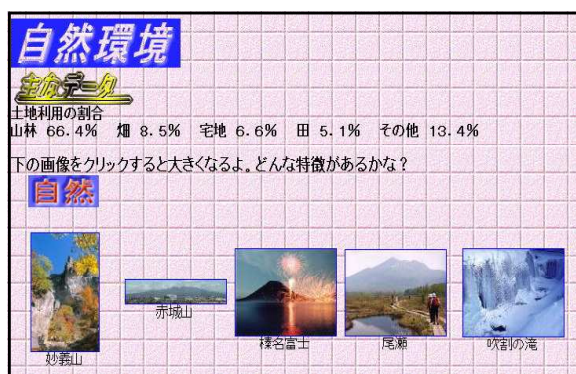 自然環境
主なデータ
土地利用の割合
山林 66.4% 畑 8.5% 宅地 6.6% 田 5.1% その他 13.4%
下の画像をクリックすると大きくなるよ。どんな特徴があるかな？
自然
妙義山
赤城山
榛名富士
尾瀬
吹割の滝